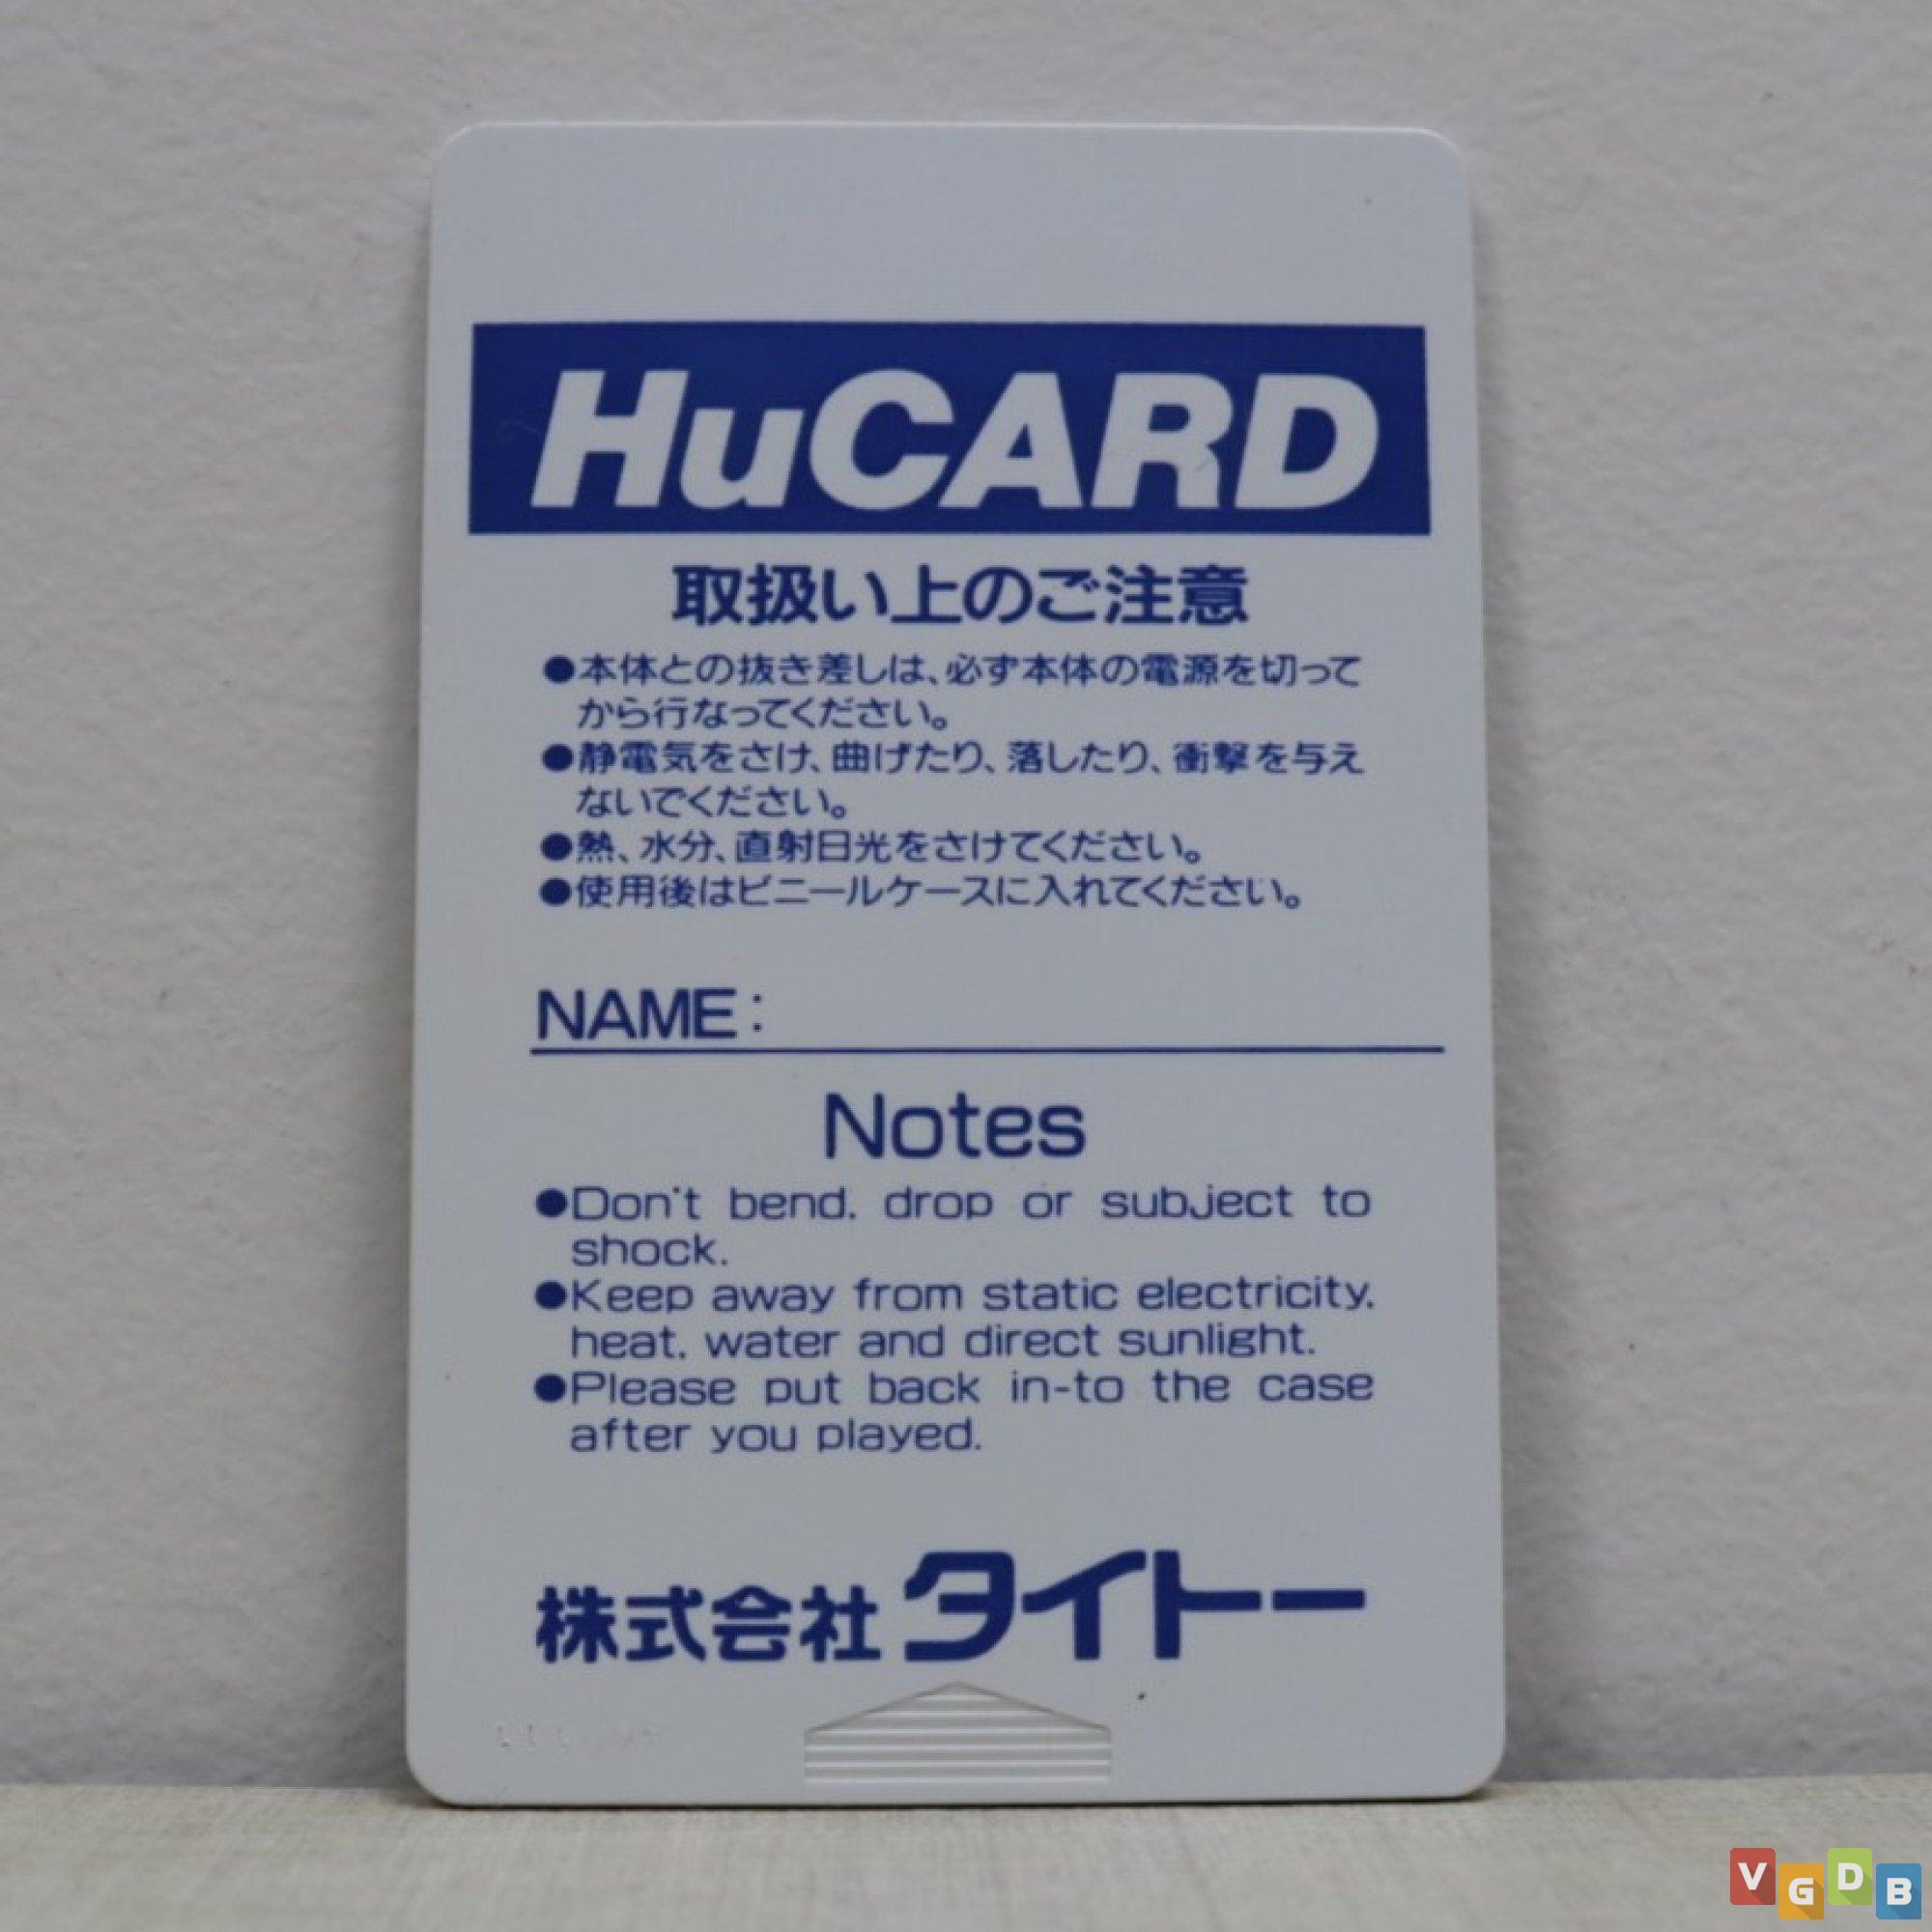 HuCARD
取扱い上のご注意
●本体との抜き差しは、必ず本体の電源を切って
から行なってください。
●静電気をさけ、曲げたり、落したり、衝撃を与え
ないでください。
●熱、水分、直射日光をさけてください。
●使用後はビニールケースに入れてください。
NAME:
Notes
●Don't bend, drop or subject to
shock.
●Keep away from static electricity,
heat, water and direct sunlight.
●Please put back in-to the case
after you played.
株式会社タイトー
VGDB